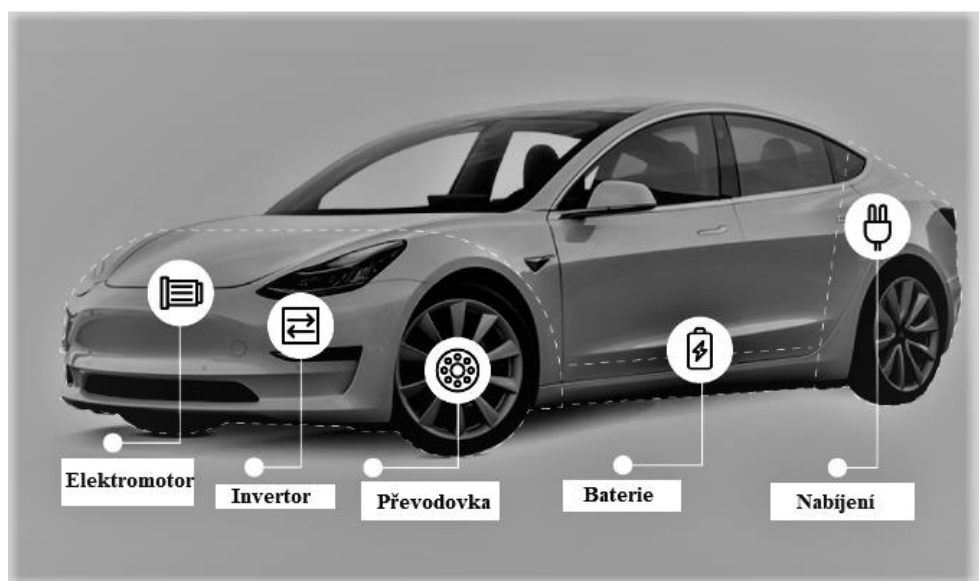 Elektromotor
Invertor
Převodovka
Baterie
Nabíjení